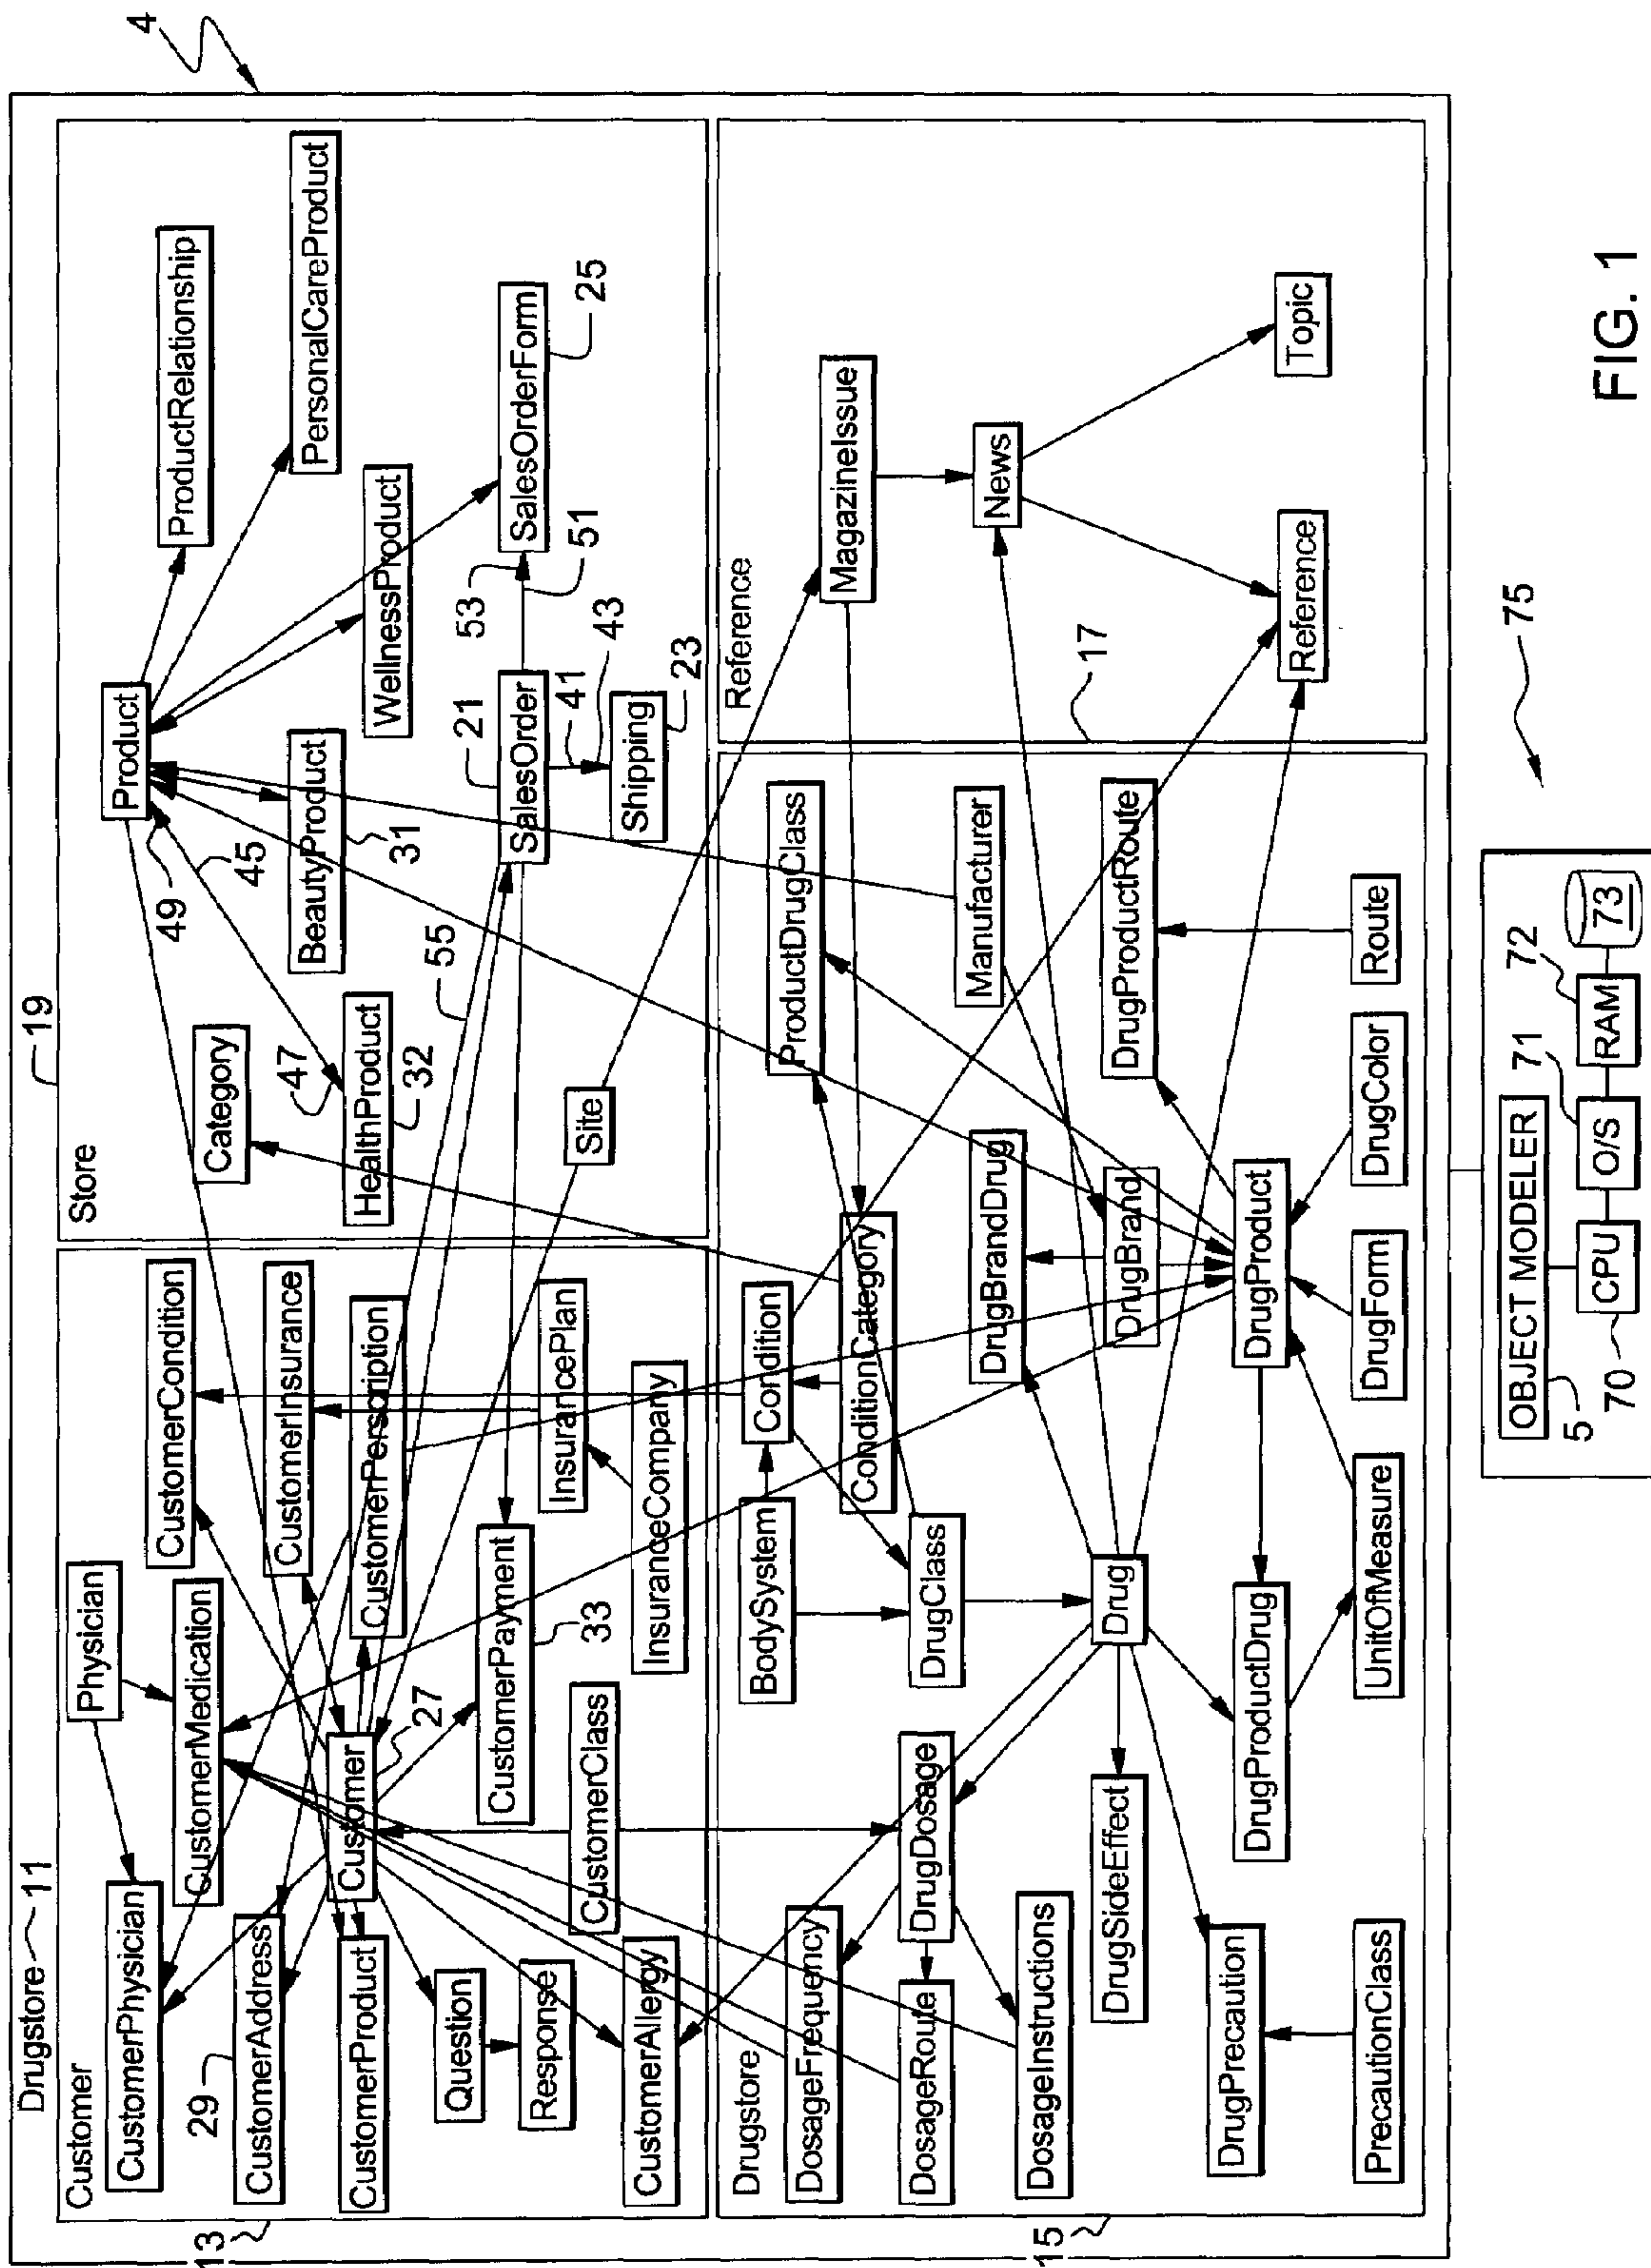 4
Drugstore 11
19
Customer
Physician
CustomerPhysician
CustomerMedication
CustomerCondition
29
CustomerAddress
CustomerInsurance
Customer
27
CustomerProduct
CustomerPerscription
Question
CustomerPayment
33
InsurancePlan
Response
CustomerClass
InsuranceCompany
CustomerAllergy
13
Store
Product
ProductRelationship
49
45
Category
47
BeautyProduct
31
PersonalCareProduct
HealthProduct
32
WellnessProduct
55
21
53
SalesOrder
SalesOrderForm
25
51
41
43
Site
Shipping
23
Drugstore
BodySystem
Condition
ProductDrugClass
DosageFrequency
ConditionCategory
DrugDosage
DrugClass
Manufacturer
DosageRoute
DrugBrandDrug
DosageInstructions
DrugSideEffect
Drug
DrugBrand
DrugProductRoute
DrugPrecaution
DrugProductDrug
DrugProduct
PrecautionClass
UnitOfMeasure
DrugForm
DrugColor
Route
15
Reference
MagazineIssue
News
17
Reference
Topic
75
OBJECT MODELER
5
71
72
CPU
O/S
RAM
73
70
FIG. 1